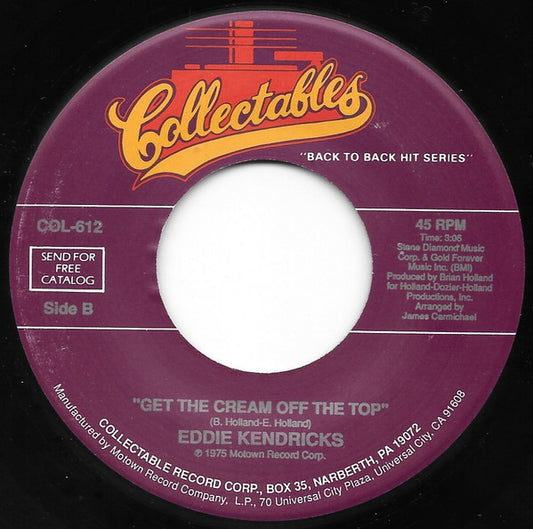 Collectables
"BACK TO BACK HIT SERIES"
COL-612
SEND FOR
FREE
CATALOG
Side B
45 RPM
Time: 3:06
Stone Diamond Music
Corp. & Gold Forever
Music Inc. (BMI)
Produced by Brian Holland
for Holland-Dozier-Holland
Productions, Inc.
Arranged by
James Carmichael
"GET THE CREAM OFF THE TOP"
(B. Holland-E. Holland)
EDDIE KENDRICKS
℗ 1975 Motown Record Corp.
COLLECTABLE RECORD CORP., BOX 35, NARBERTH, PA 19072
Manufactured by Motown Record Company, L.P., 70 Universal City Plaza, Universal City, CA 91608